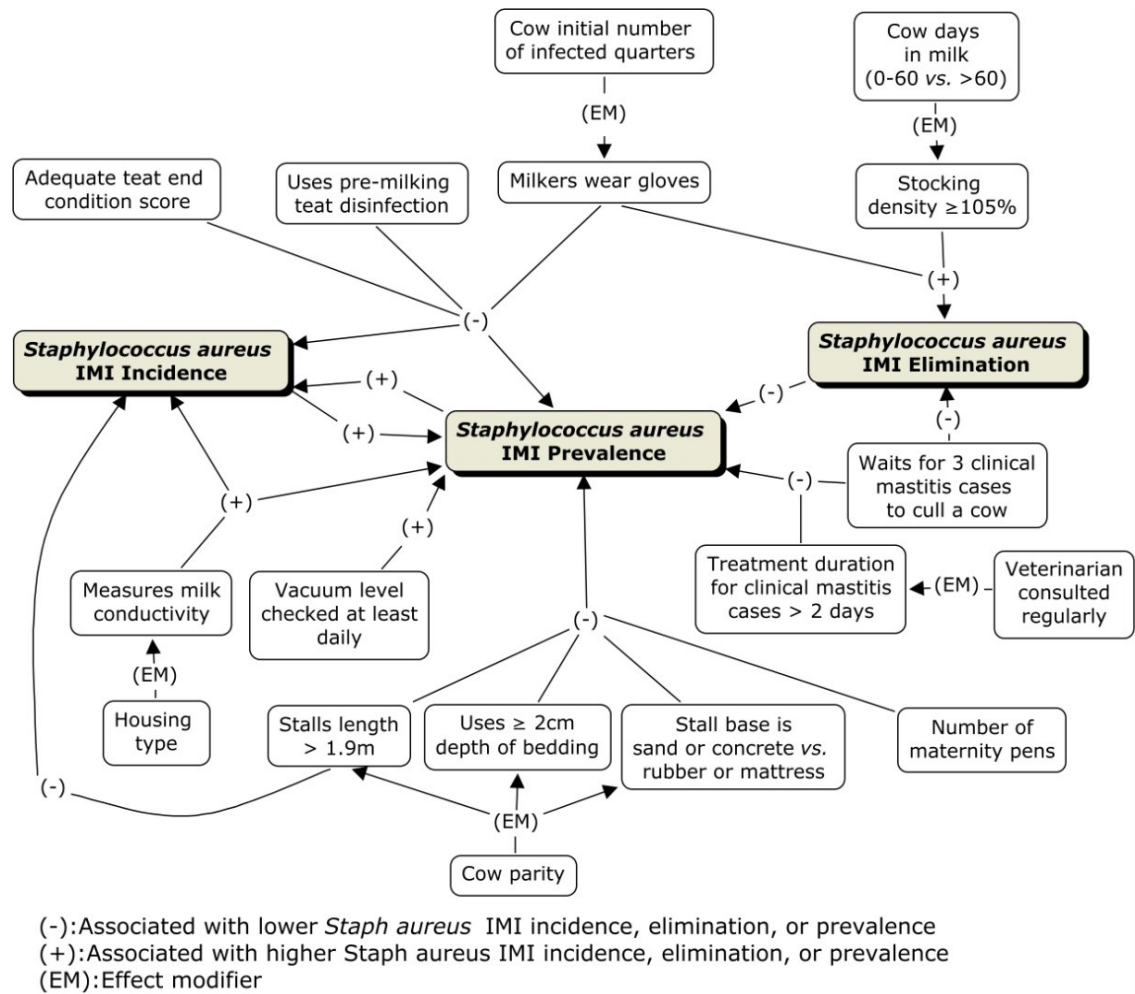 Cow initial number
of infected quarters
Cow days
in milk
(0-60 vs. >60)
(EM)
(EM)
Adequate teat end
condition score
Uses pre-milking
teat disinfection
Milkers wear gloves
Stocking
density ≥105%
(+)
(-)
Staphylococcus aureus
IMI Incidence
Staphylococcus aureus
IMI Elimination
(+)
(-)
(+)
Staphylococcus aureus
IMI Prevalence
(-)
Waits for 3 clinical
mastitis cases
to cull a cow
(-)
(+)
(+)
Measures milk
conductivity
Vacuum level
checked at least
daily
Treatment duration
for clinical mastitis
cases > 2 days
(EM)
Veterinarian
consulted
regularly
(-)
(EM)
Housing
type
Stalls length
> 1.9m
Uses ≥ 2cm
depth of bedding
Stall base is
sand or concrete vs.
rubber or mattress
Number of
maternity pens
(-)
(EM)
Cow parity
(-):Associated with lower Staph aureus IMI incidence, elimination, or prevalence
(+):Associated with higher Staph aureus IMI incidence, elimination, or prevalence
(EM):Effect modifier